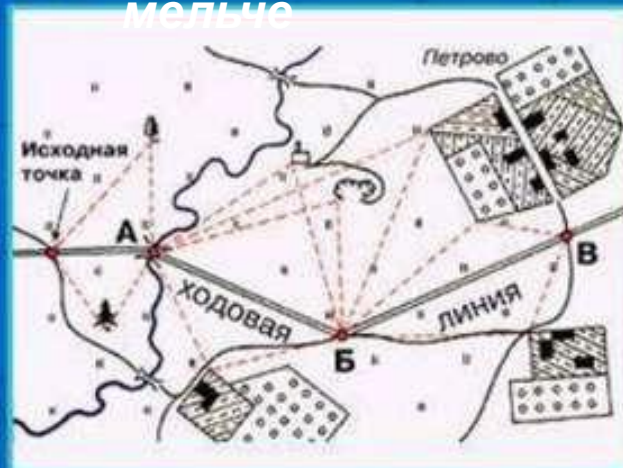 мельче
Петрово
Исходная
точка
А
В
ХОДОВАЯ
ЛИНИЯ
Б